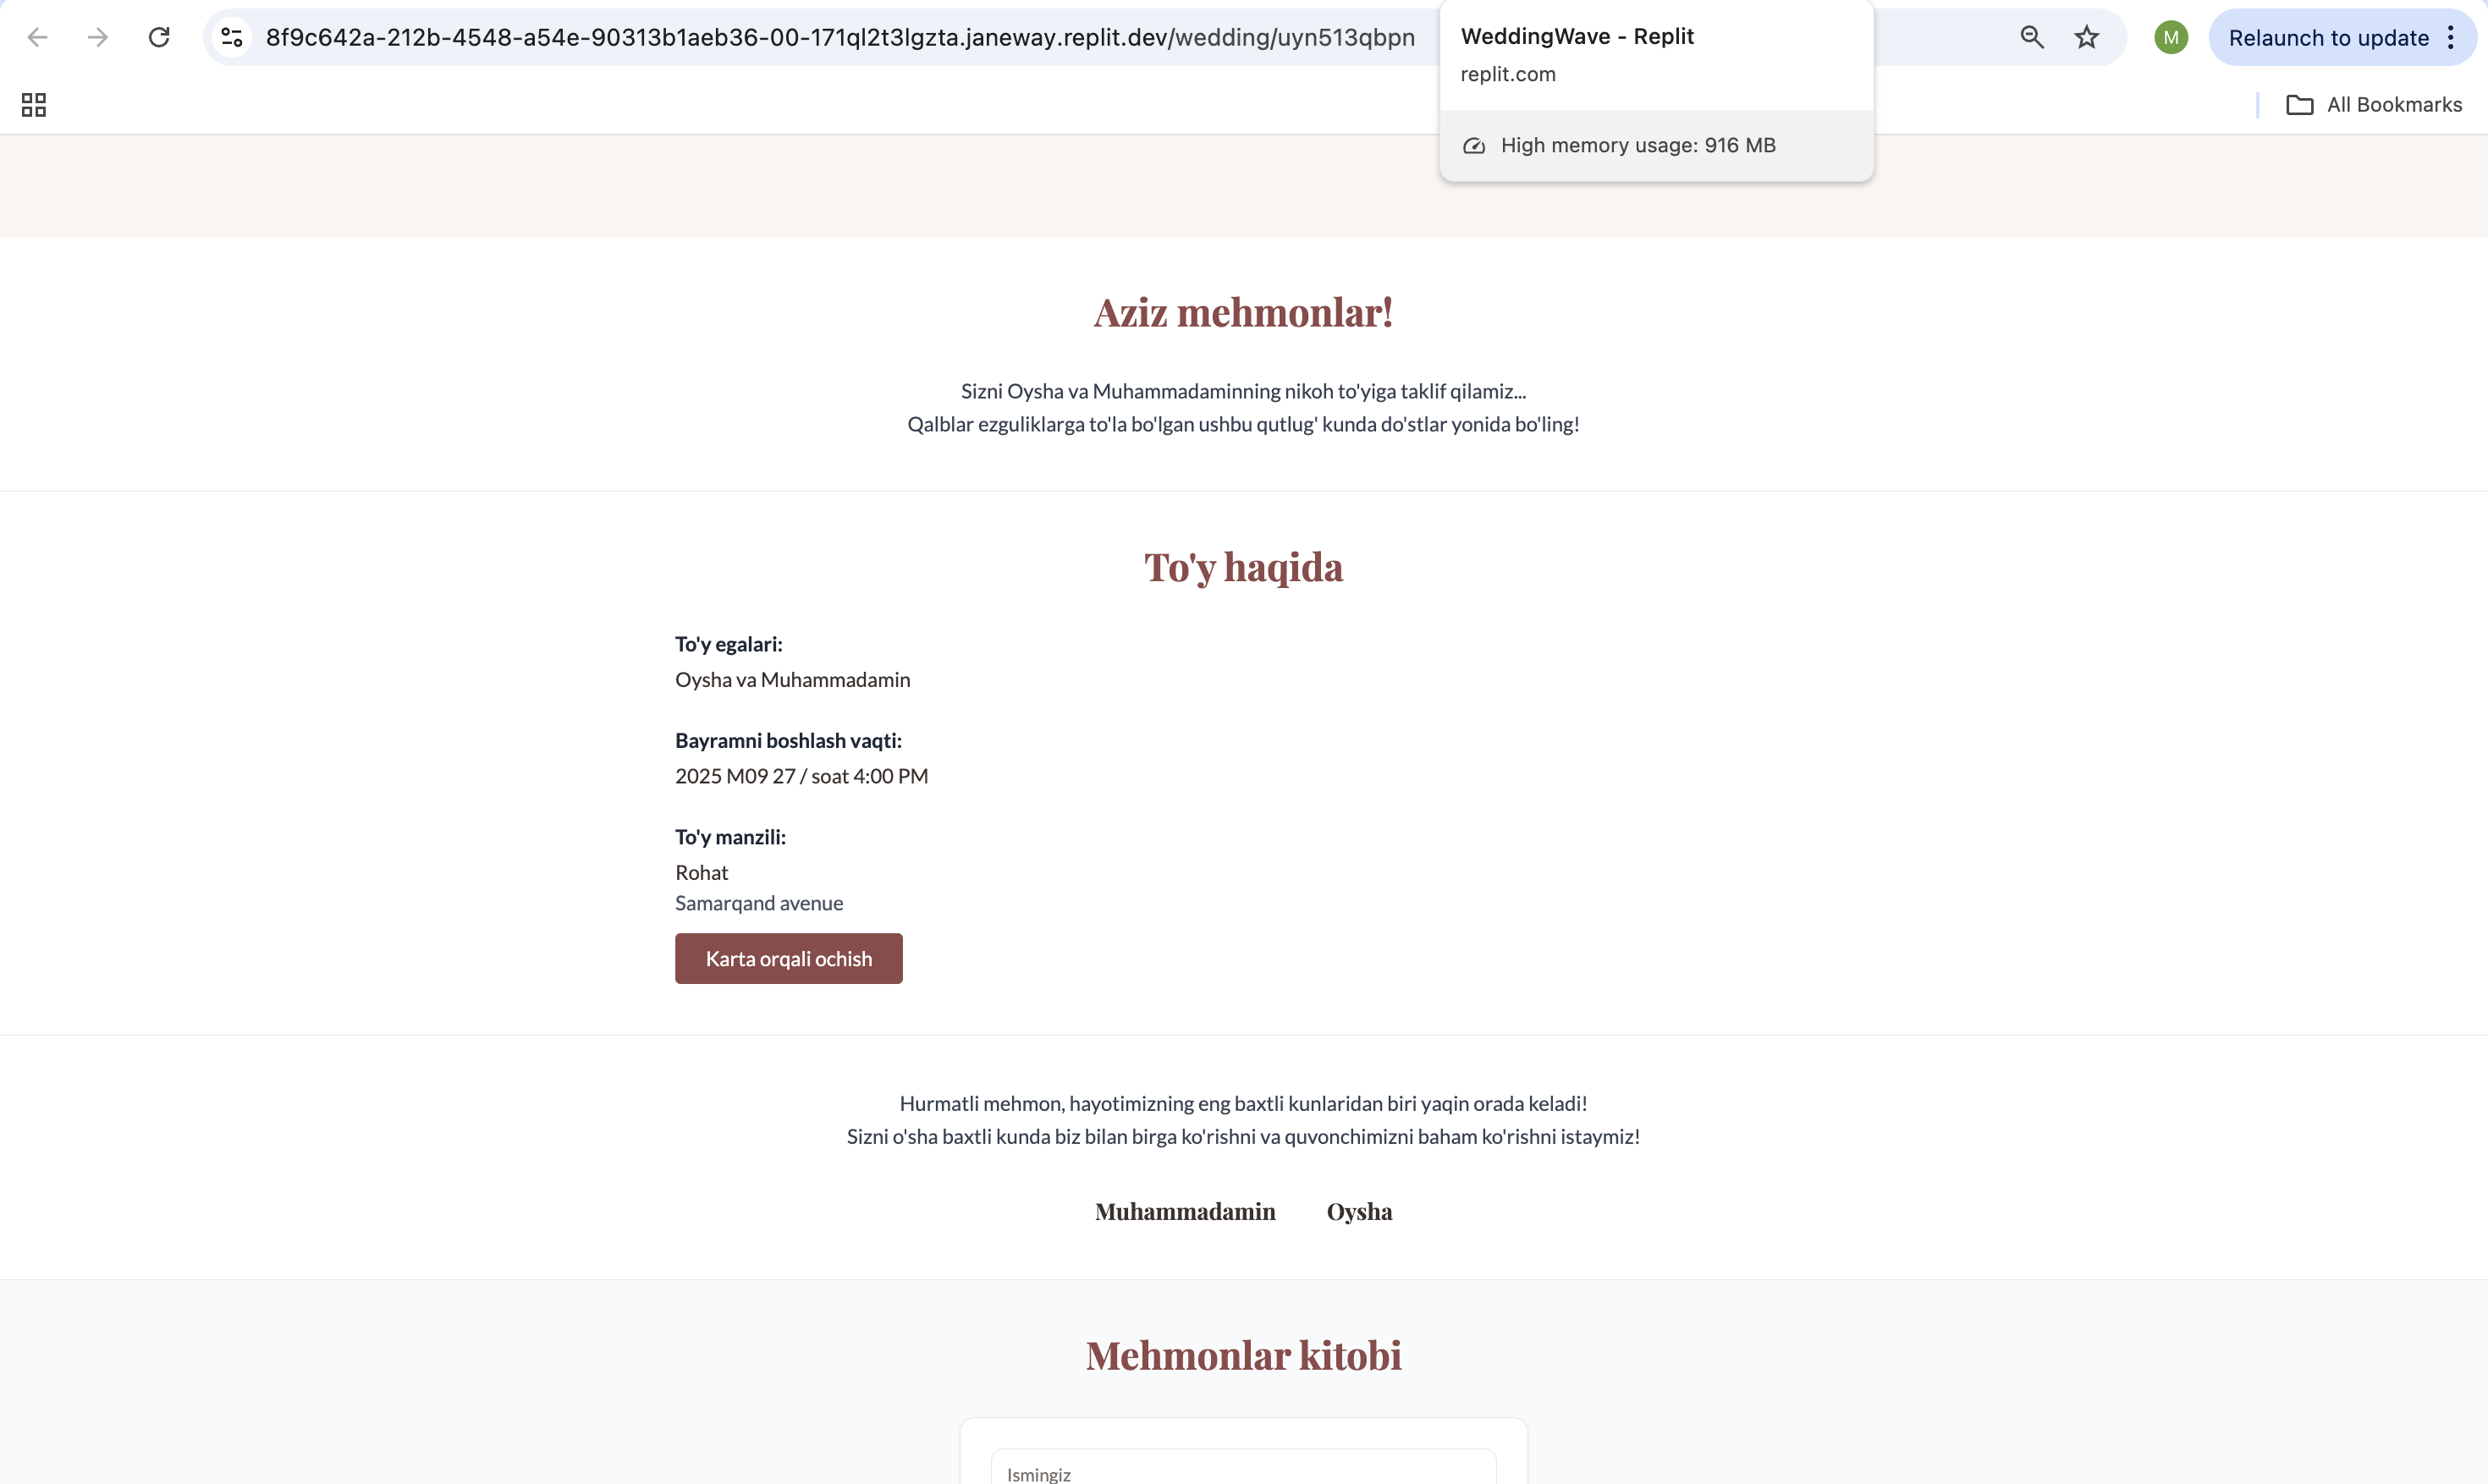 8f9c642a-212b-4548-a54e-90313b1aeb36-00-171ql2t3lgzta.janeway.replit.dev/wedding/uyn513qbpn
WeddingWave - Replit
replit.com
High memory usage: 916 MB
M
Relaunch to update
All Bookmarks
Aziz mehmonlar!
Sizni Oysha va Muhammadaminning nikoh to'yiga taklif qilamiz...
Qalblar ezguliklarga to'la bo'lgan ushbu qutlug' kunda do'stlar yonida bo'ling!
To'y haqida
To'y egalari:
Oysha va Muhammadamin
Bayramni boshlash vaqti:
2025 M09 27 / soat 4:00 PM
To'y manzili:
Rohat
Samarqand avenue
Karta orqali ochish
Hurmatli mehmon, hayotimizning eng baxtli kunlaridan biri yaqin orada keladi!
Sizni o'sha baxtli kunda biz bilan birga ko'rishni va quvonchimizni baham ko'rishni istaymiz!
Muhammadamin Oysha
Mehmonlar kitobi
Ismingiz